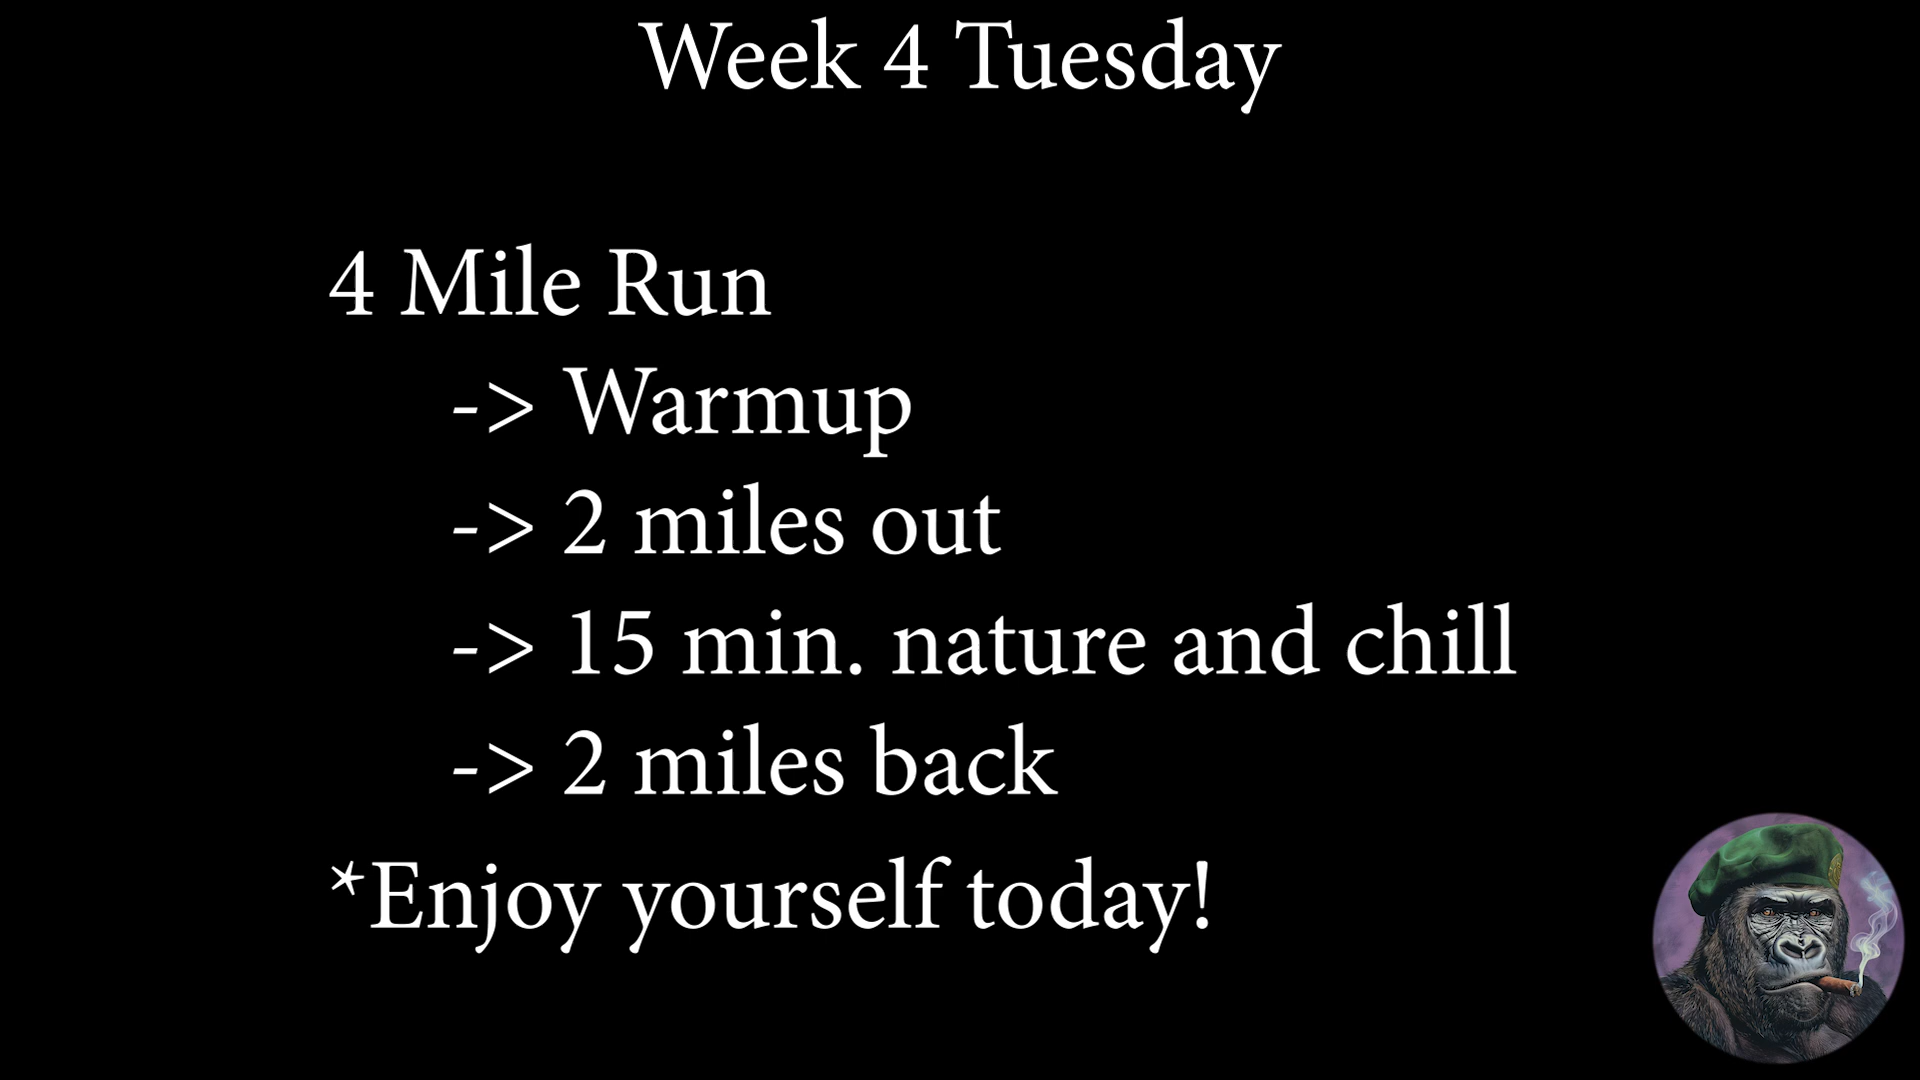 Week 4 Tuesday
4 Mile Run
-> Warmup
-> 2 miles out
-> 15 min. nature and chill
-> 2 miles back
*Enjoy yourself today!